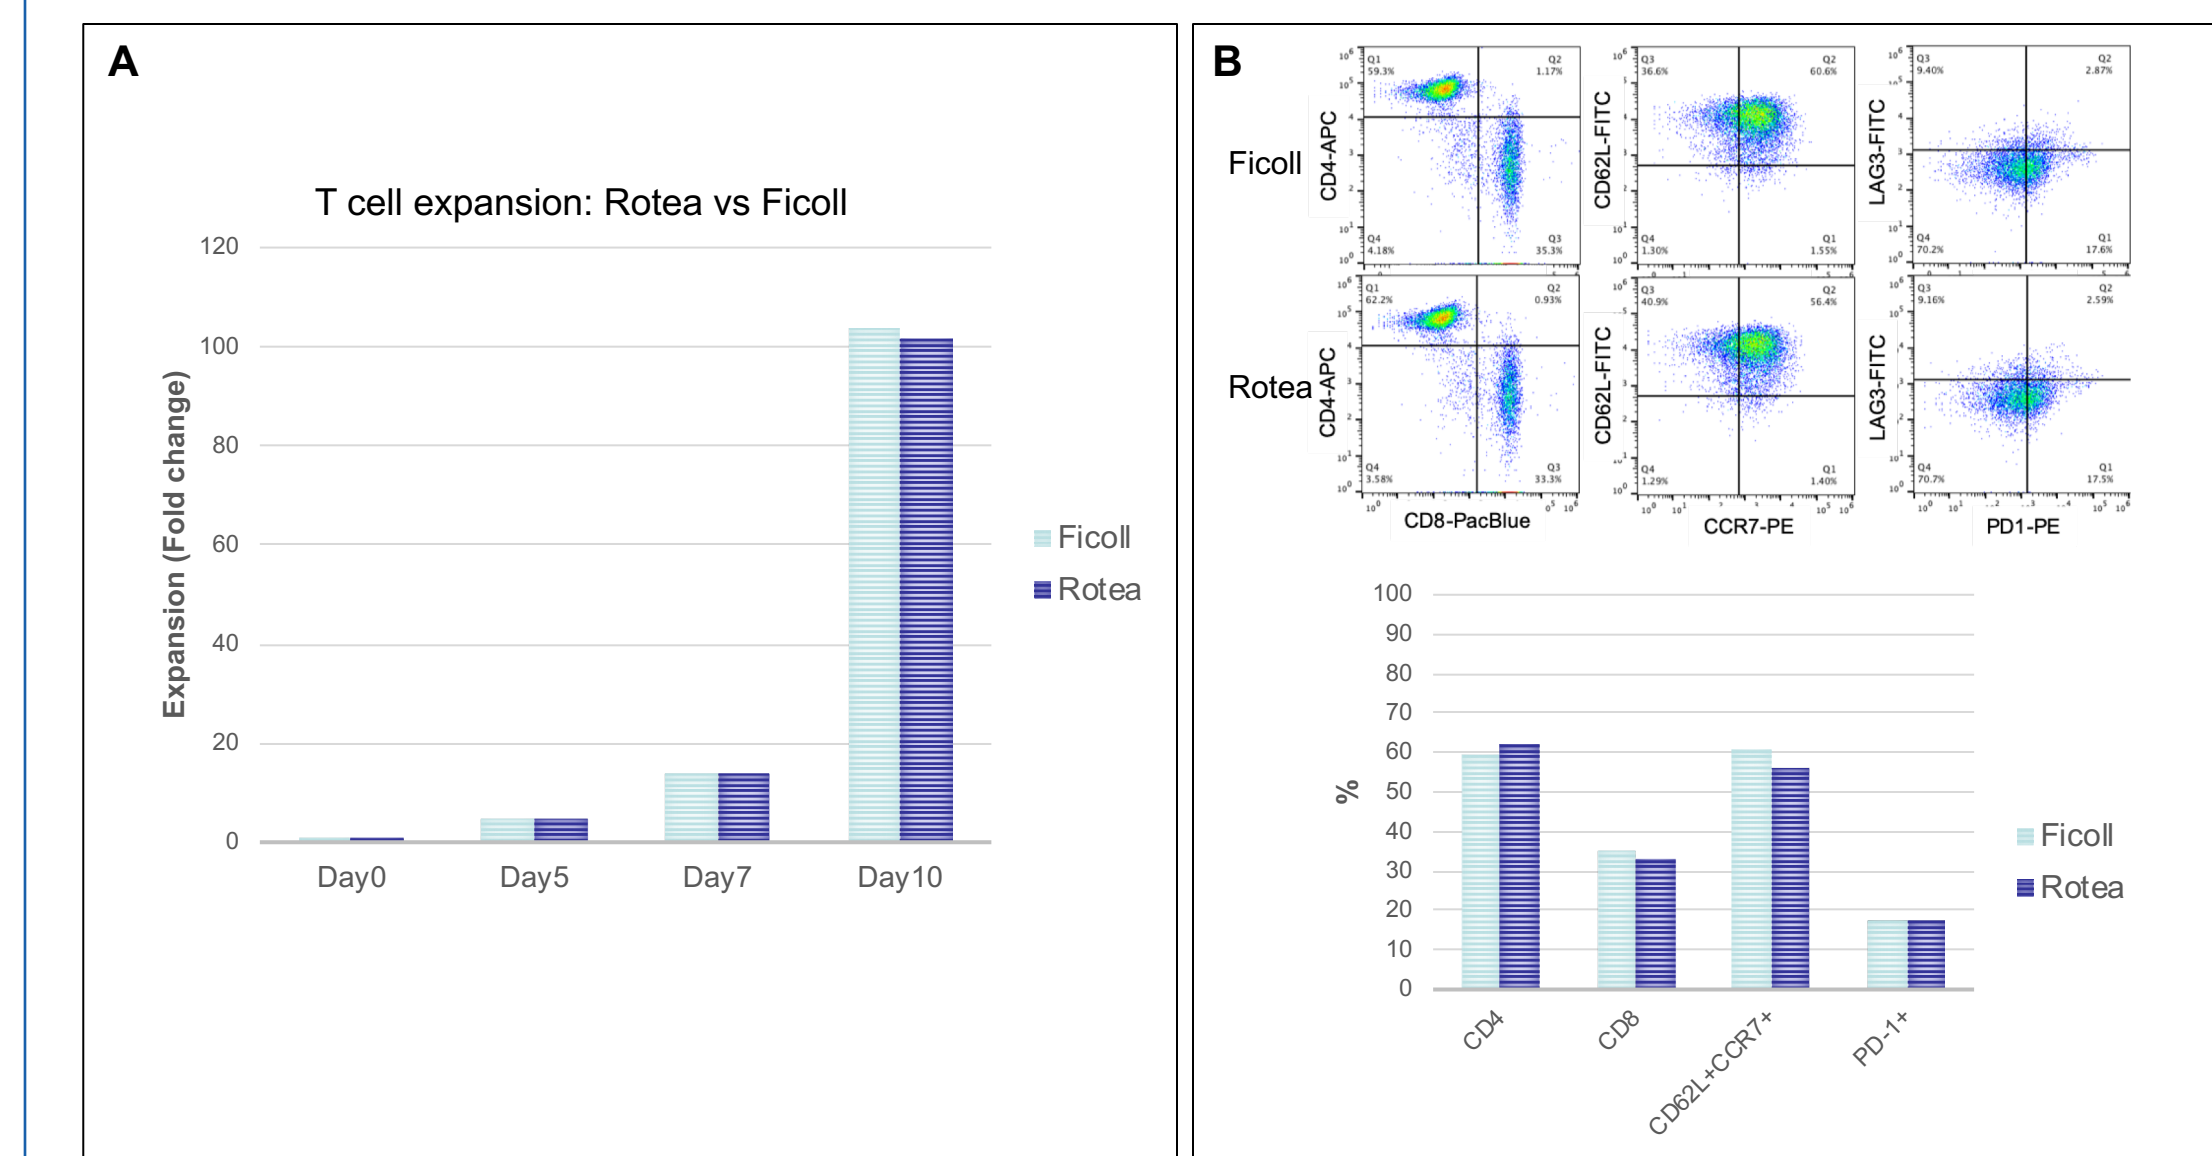 A
T cell expansion: Rotea vs Ficoll
Expansion (Fold change)
120
100
80
60
40
20
0
Day0 Day5 Day7 Day10
Ficoll
Rotea
B
Ficoll
CD4-APC
Q1
59.3%
Q2
1.17%
Q4
4.18%
Q3
35.3%
CD62L-FITC
Q3
36.6%
Q2
60.6%
Q4
1.30%
Q1
1.55%
LAG3-FITC
Q3
9.40%
Q2
2.87%
Q4
70.2%
Q1
17.6%
Rotea
CD4-APC
Q1
62.2%
Q2
0.93%
Q4
3.58%
Q3
33.3%
CD8-PacBlue
CD62L-FITC
Q3
40.9%
Q2
56.4%
Q4
1.29%
Q1
1.40%
CCR7-PE
LAG3-FITC
Q3
9.16%
Q2
2.59%
Q4
70.7%
Q1
17.5%
PD1-PE
%
100
90
80
70
60
50
40
30
20
10
0
CD4 CD8 CD62L+CCR7+ PD-1+
Ficoll
Rotea